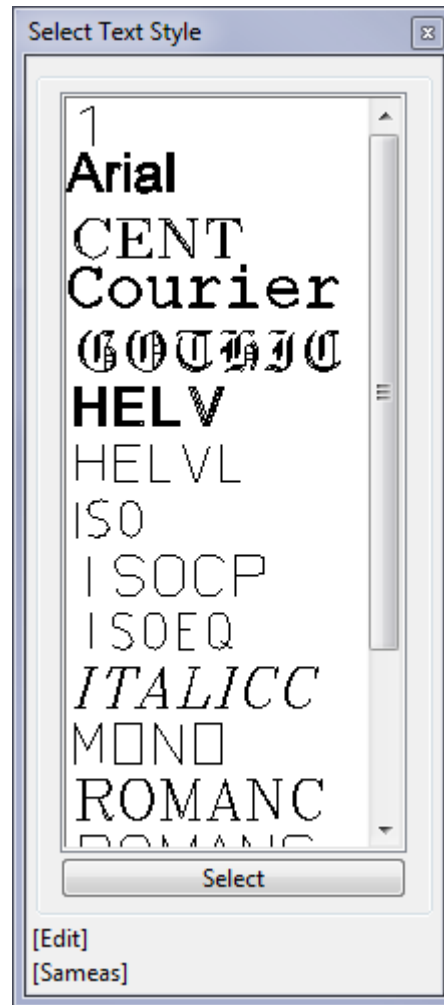 Select Text Style
1
Arial
CENT
Courier
GOTHIC
HELV
HELVL
ISO
ISOCP
ISOEQ
ITALICC
MONO
ROMANC
Select
[Edit]
[Sameas]